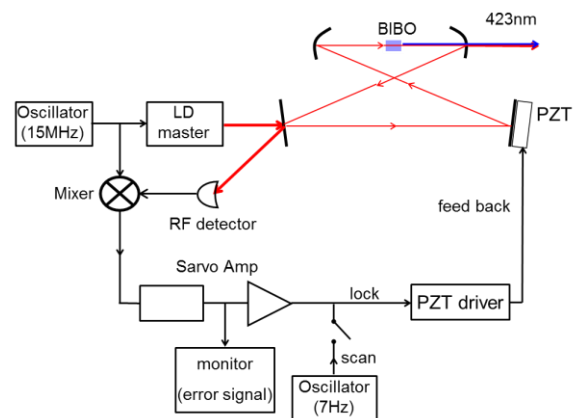 BIBO
423nm
Oscillator
(15MHz)
LD
master
PZT
Mixer
RF detector
feed back
Sarvo Amp
lock
PZT driver
scan
monitor
(error signal)
Oscillator
(7Hz)